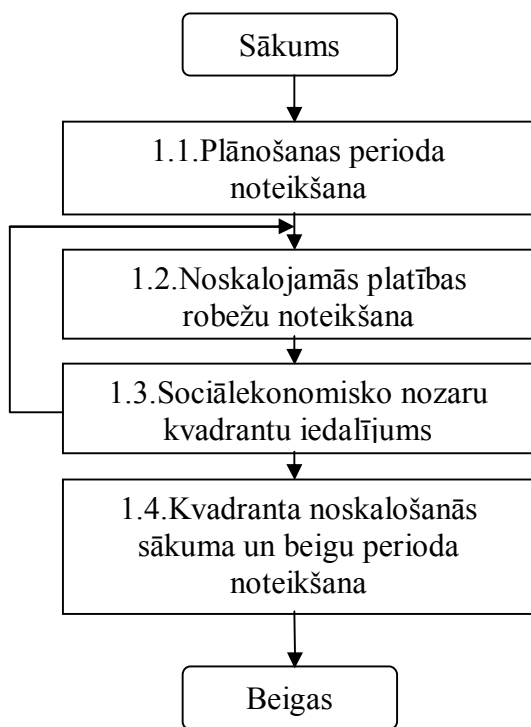 Sākums
1.1.Plānošanas perioda
noteikšana
1.2.Noskalojamās platības
robežu noteikšana
1.3.Sociālekonomisko nozaru
kvadrantu iedalījums
1.4.Kvadranta noskalošanās
sākuma un beigu perioda
noteikšana
Beigas